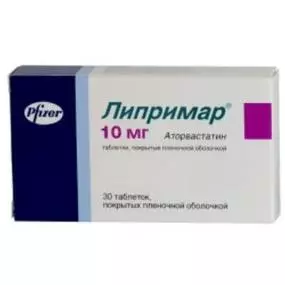 Pfizer
Липримар®
10 мг
Аторвастатин
таблетки, покрытые пленочной оболочкой
30 таблеток,
покрытых пленочной оболочкой